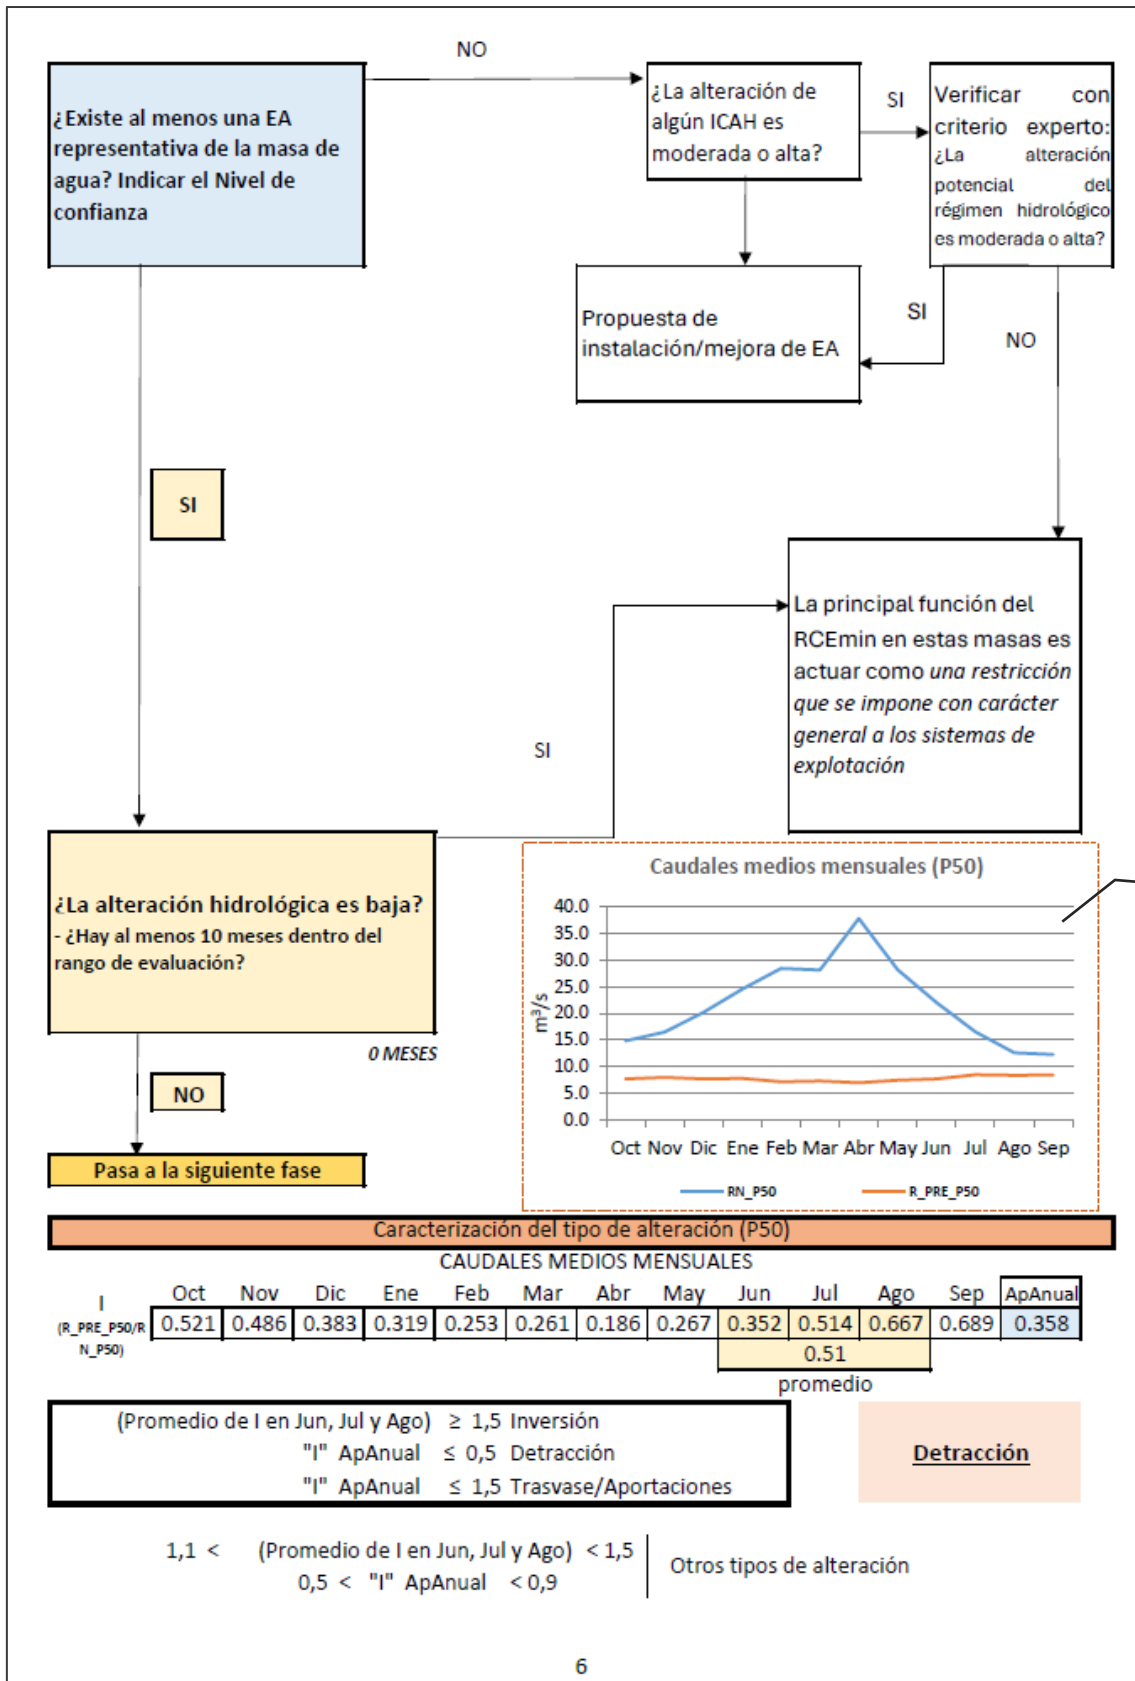 NO
¿Existe al menos una EA
representativa de la masa de
agua? Indicar el Nivel de
confianza
¿La alteración de
algún ICAH es
moderada o alta?
SI
Verificar con
criterio experto:
¿La alteración
potencial del
régimen hidrológico
es moderada o alta?
Propuesta de
instalación/mejora de EA
SI
NO
SI
La principal función del
RCEmin en estas masas es
actuar como una restricción
que se impone con carácter
general a los sistemas de
explotación
SI
¿La alteración hidrológica es baja?
- ¿Hay al menos 10 meses dentro del
rango de evaluación?
0 MESES
NO
Pasa a la siguiente fase
Caudales medios mensuales (P50)
40.0
35.0
30.0
25.0
20.0
15.0
10.0
5.0
0.0
m³/s
Oct Nov Dic Ene Feb Mar Abr May Jun Jul Ago Sep
RN_P50 R_PRE_P50
Caracterización del tipo de alteración (P50)
CAUDALES MEDIOS MENSUALES
Oct Nov Dic Ene Feb Mar Abr May Jun Jul Ago Sep ApAnual
I
(R_PRE_P50/R
N_P50)
0.521 0.486 0.383 0.319 0.253 0.261 0.186 0.267 0.352 0.514 0.667 0.689 0.358
0.51
promedio
(Promedio de I en Jun, Jul y Ago) ≥ 1,5 Inversión
"I" ApAnual ≤ 0,5 Detracción
"I" ApAnual ≤ 1,5 Trasvase/Aportaciones
Detracción
1,1 < (Promedio de I en Jun, Jul y Ago) < 1,5
0,5 < "I" ApAnual < 0,9
Otros tipos de alteración
6